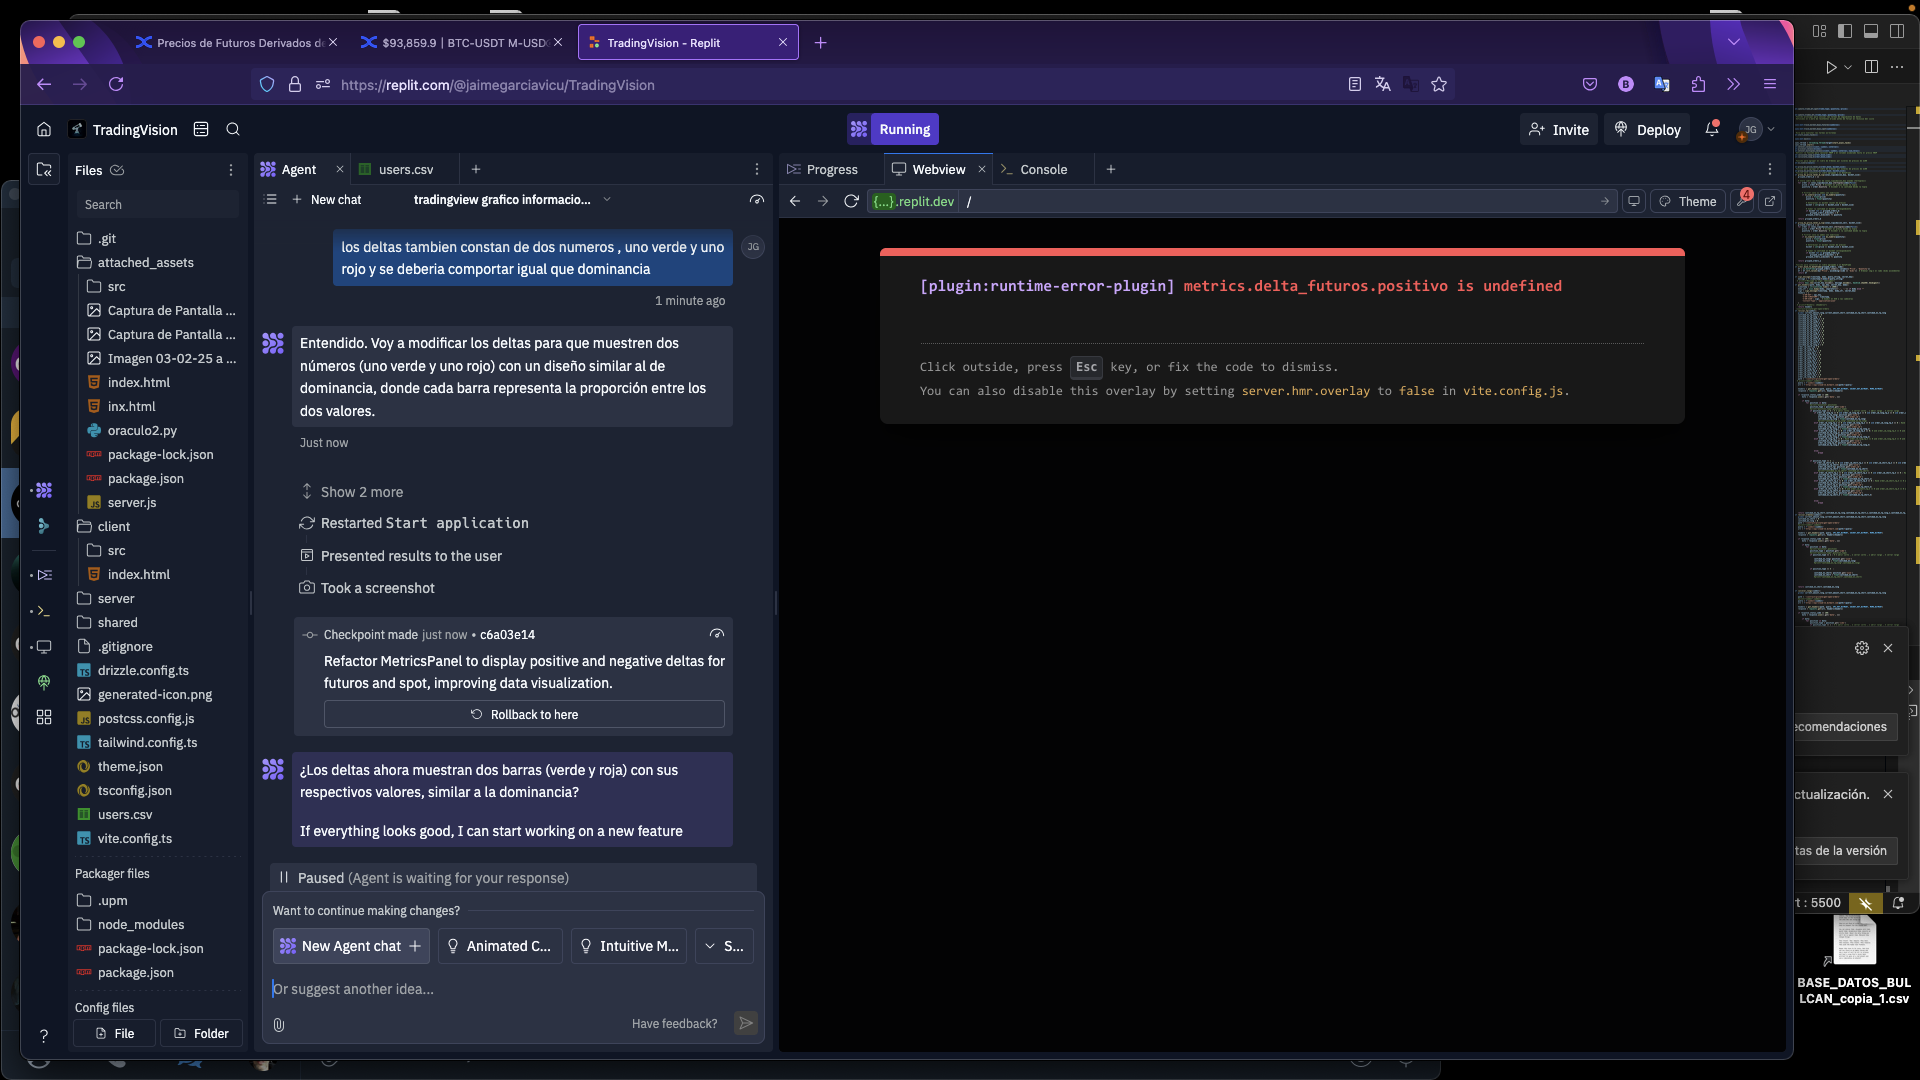 Precios de Futuros Derivados de
$93,859.9 | BTC-USDT M-USD
TradingVision - Replit
https://replit.com/@jaimegarciavicu/TradingVision
TradingVision
Running
Invite
Deploy
JG
Files
Search
.git
attached_assets
src
Captura de Pantalla ...
Captura de Pantalla ...
Imagen 03-02-25 a ...
index.html
inx.html
oraculo2.py
package-lock.json
package.json
server.js
client
src
index.html
server
shared
.gitignore
drizzle.config.ts
generated-icon.png
postcss.config.js
tailwind.config.ts
theme.json
tsconfig.json
users.csv
vite.config.ts
Packager files
.upm
node_modules
package-lock.json
package.json
Config files
File
Folder
Agent
users.csv
New chat
tradingview grafico informacio...
los deltas tambien constan de dos numeros , uno verde y uno
rojo y se deberia comportar igual que dominancia
JG
1 minute ago
Entendido. Voy a modificar los deltas para que muestren dos
números (uno verde y uno rojo) con un diseño similar al de
dominancia, donde cada barra representa la proporción entre los
dos valores.
Just now
Show 2 more
Restarted Start application
Presented results to the user
Took a screenshot
Checkpoint made just now • c6a03e14
Refactor MetricsPanel to display positive and negative deltas for
futuros and spot, improving data visualization.
Rollback to here
¿Los deltas ahora muestran dos barras (verde y roja) con sus
respectivos valores, similar a la dominancia?
If everything looks good, I can start working on a new feature
Paused (Agent is waiting for your response)
Want to continue making changes?
New Agent chat
Animated C...
Intuitive M...
S...
Or suggest another idea...
Have feedback?
Progress
Webview
Console
{...}.replit.dev
/
Theme
4
[plugin:runtime-error-plugin] metrics.delta_futuros.positivo is undefined
Click outside, press Esc key, or fix the code to dismiss.
You can also disable this overlay by setting server.hmr.overlay to false in vite.config.js.
ecomendaciones
ctualización.
tas de la versión
t : 5500
BASE_DATOS_BUL
LCAN_copia_1.csv